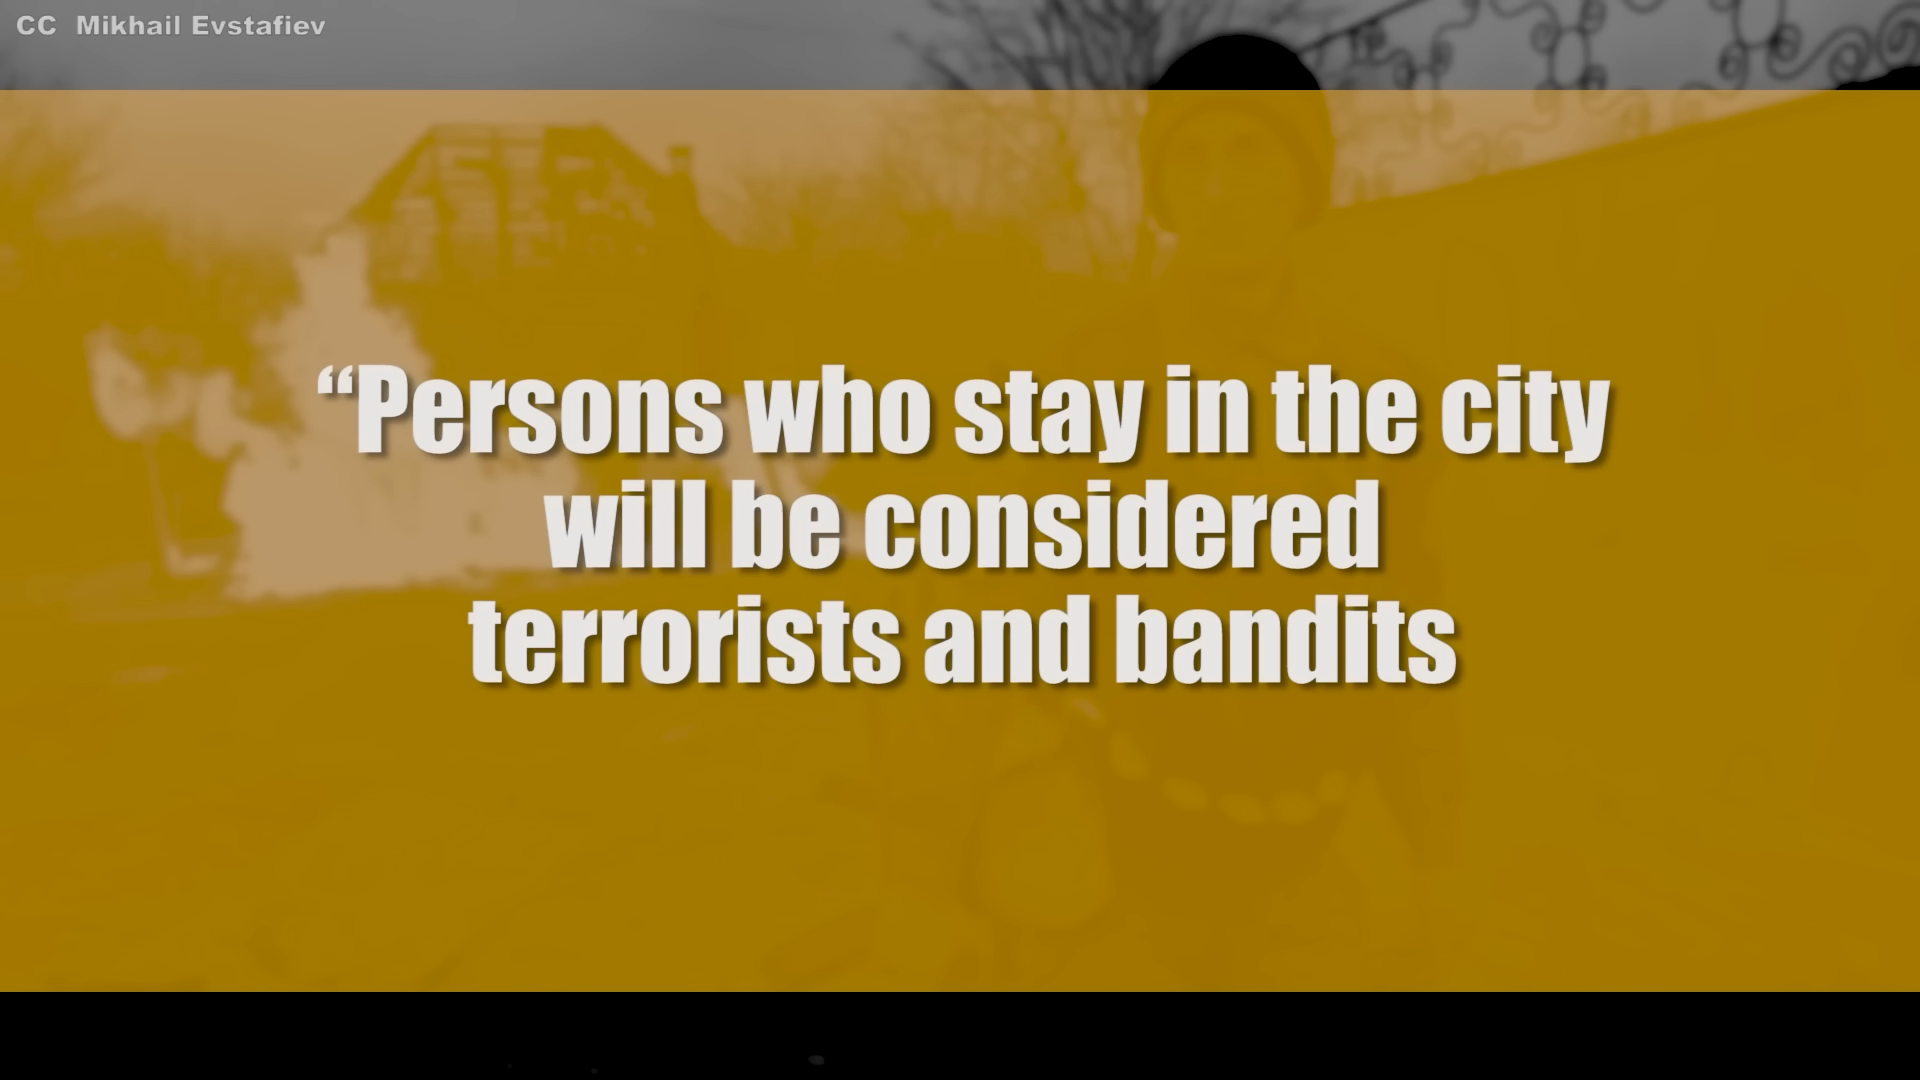 CC Mikhail Evstafiev
“Persons who stay in the city
will be considered
terrorists and bandits